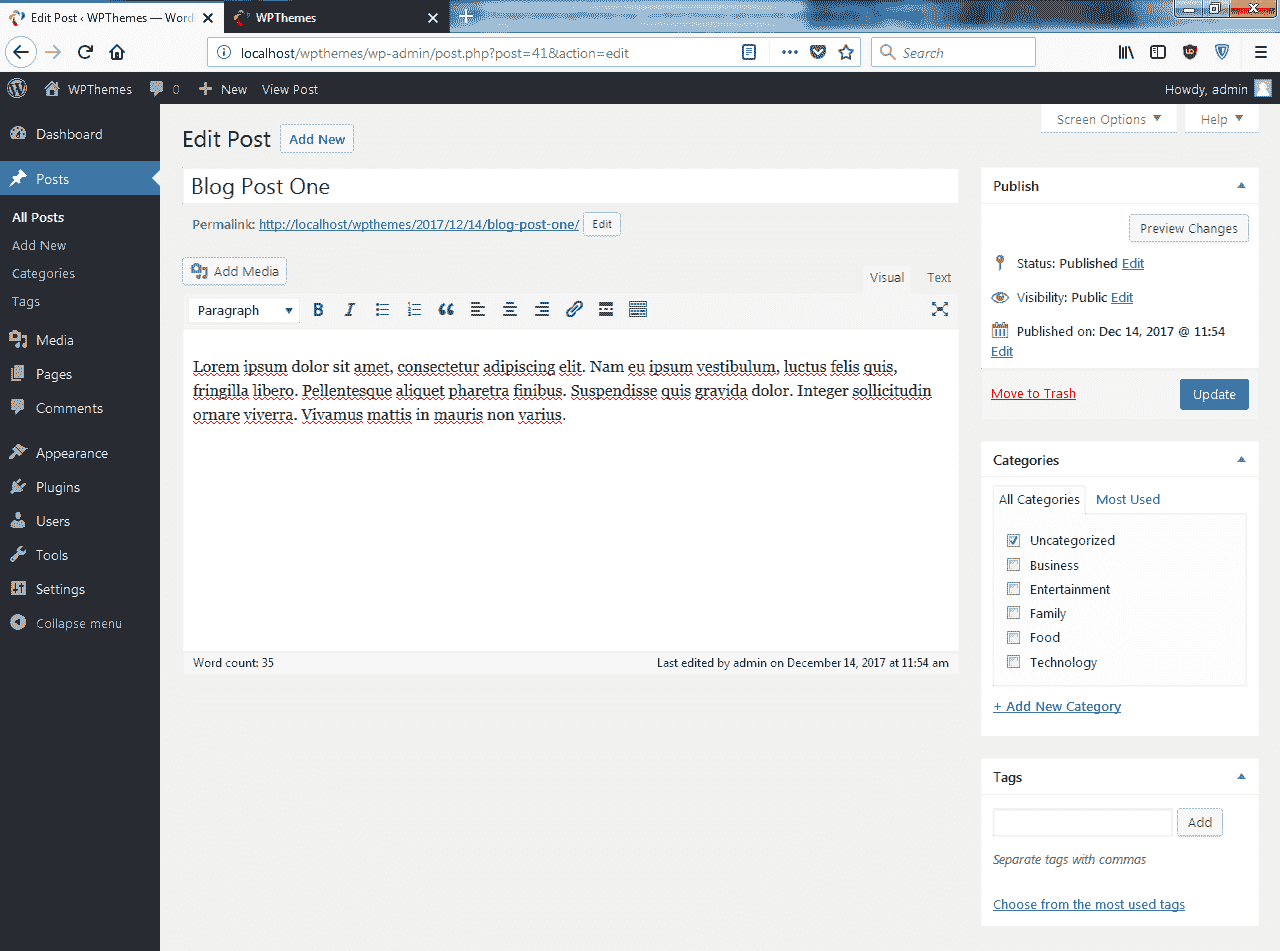 Edit Post ‹ WPThemes — Word
WPThemes
localhost/wpthemes/wp-admin/post.php?post=41&action=edit
Search
WPThemes
0
New
View Post
Howdy, admin
Dashboard
Posts
All Posts
Add New
Categories
Tags
Media
Pages
Comments
Appearance
Plugins
Users
Tools
Settings
Collapse menu
Screen Options
Help
Edit Post
Add New
Blog Post One
Permalink: http://localhost/wpthemes/2017/12/14/blog-post-one/ Edit
Add Media
Visual
Text
Paragraph
B
I
Lorem ipsum dolor sit amet, consectetur adipiscing elit. Nam eu ipsum vestibulum, luctus felis quis,
fringilla libero. Pellentesque aliquet pharetra finibus. Suspendisse quis gravida dolor. Integer sollicitudin
ornare viverra. Vivamus mattis in mauris non varius.
Word count: 35
Last edited by admin on December 14, 2017 at 11:54 am
Publish
Preview Changes
Status: Published Edit
Visibility: Public Edit
Published on: Dec 14, 2017 @ 11:54
Edit
Move to Trash
Update
Categories
All Categories
Most Used
Uncategorized
Business
Entertainment
Family
Food
Technology
+ Add New Category
Tags
Add
Separate tags with commas
Choose from the most used tags